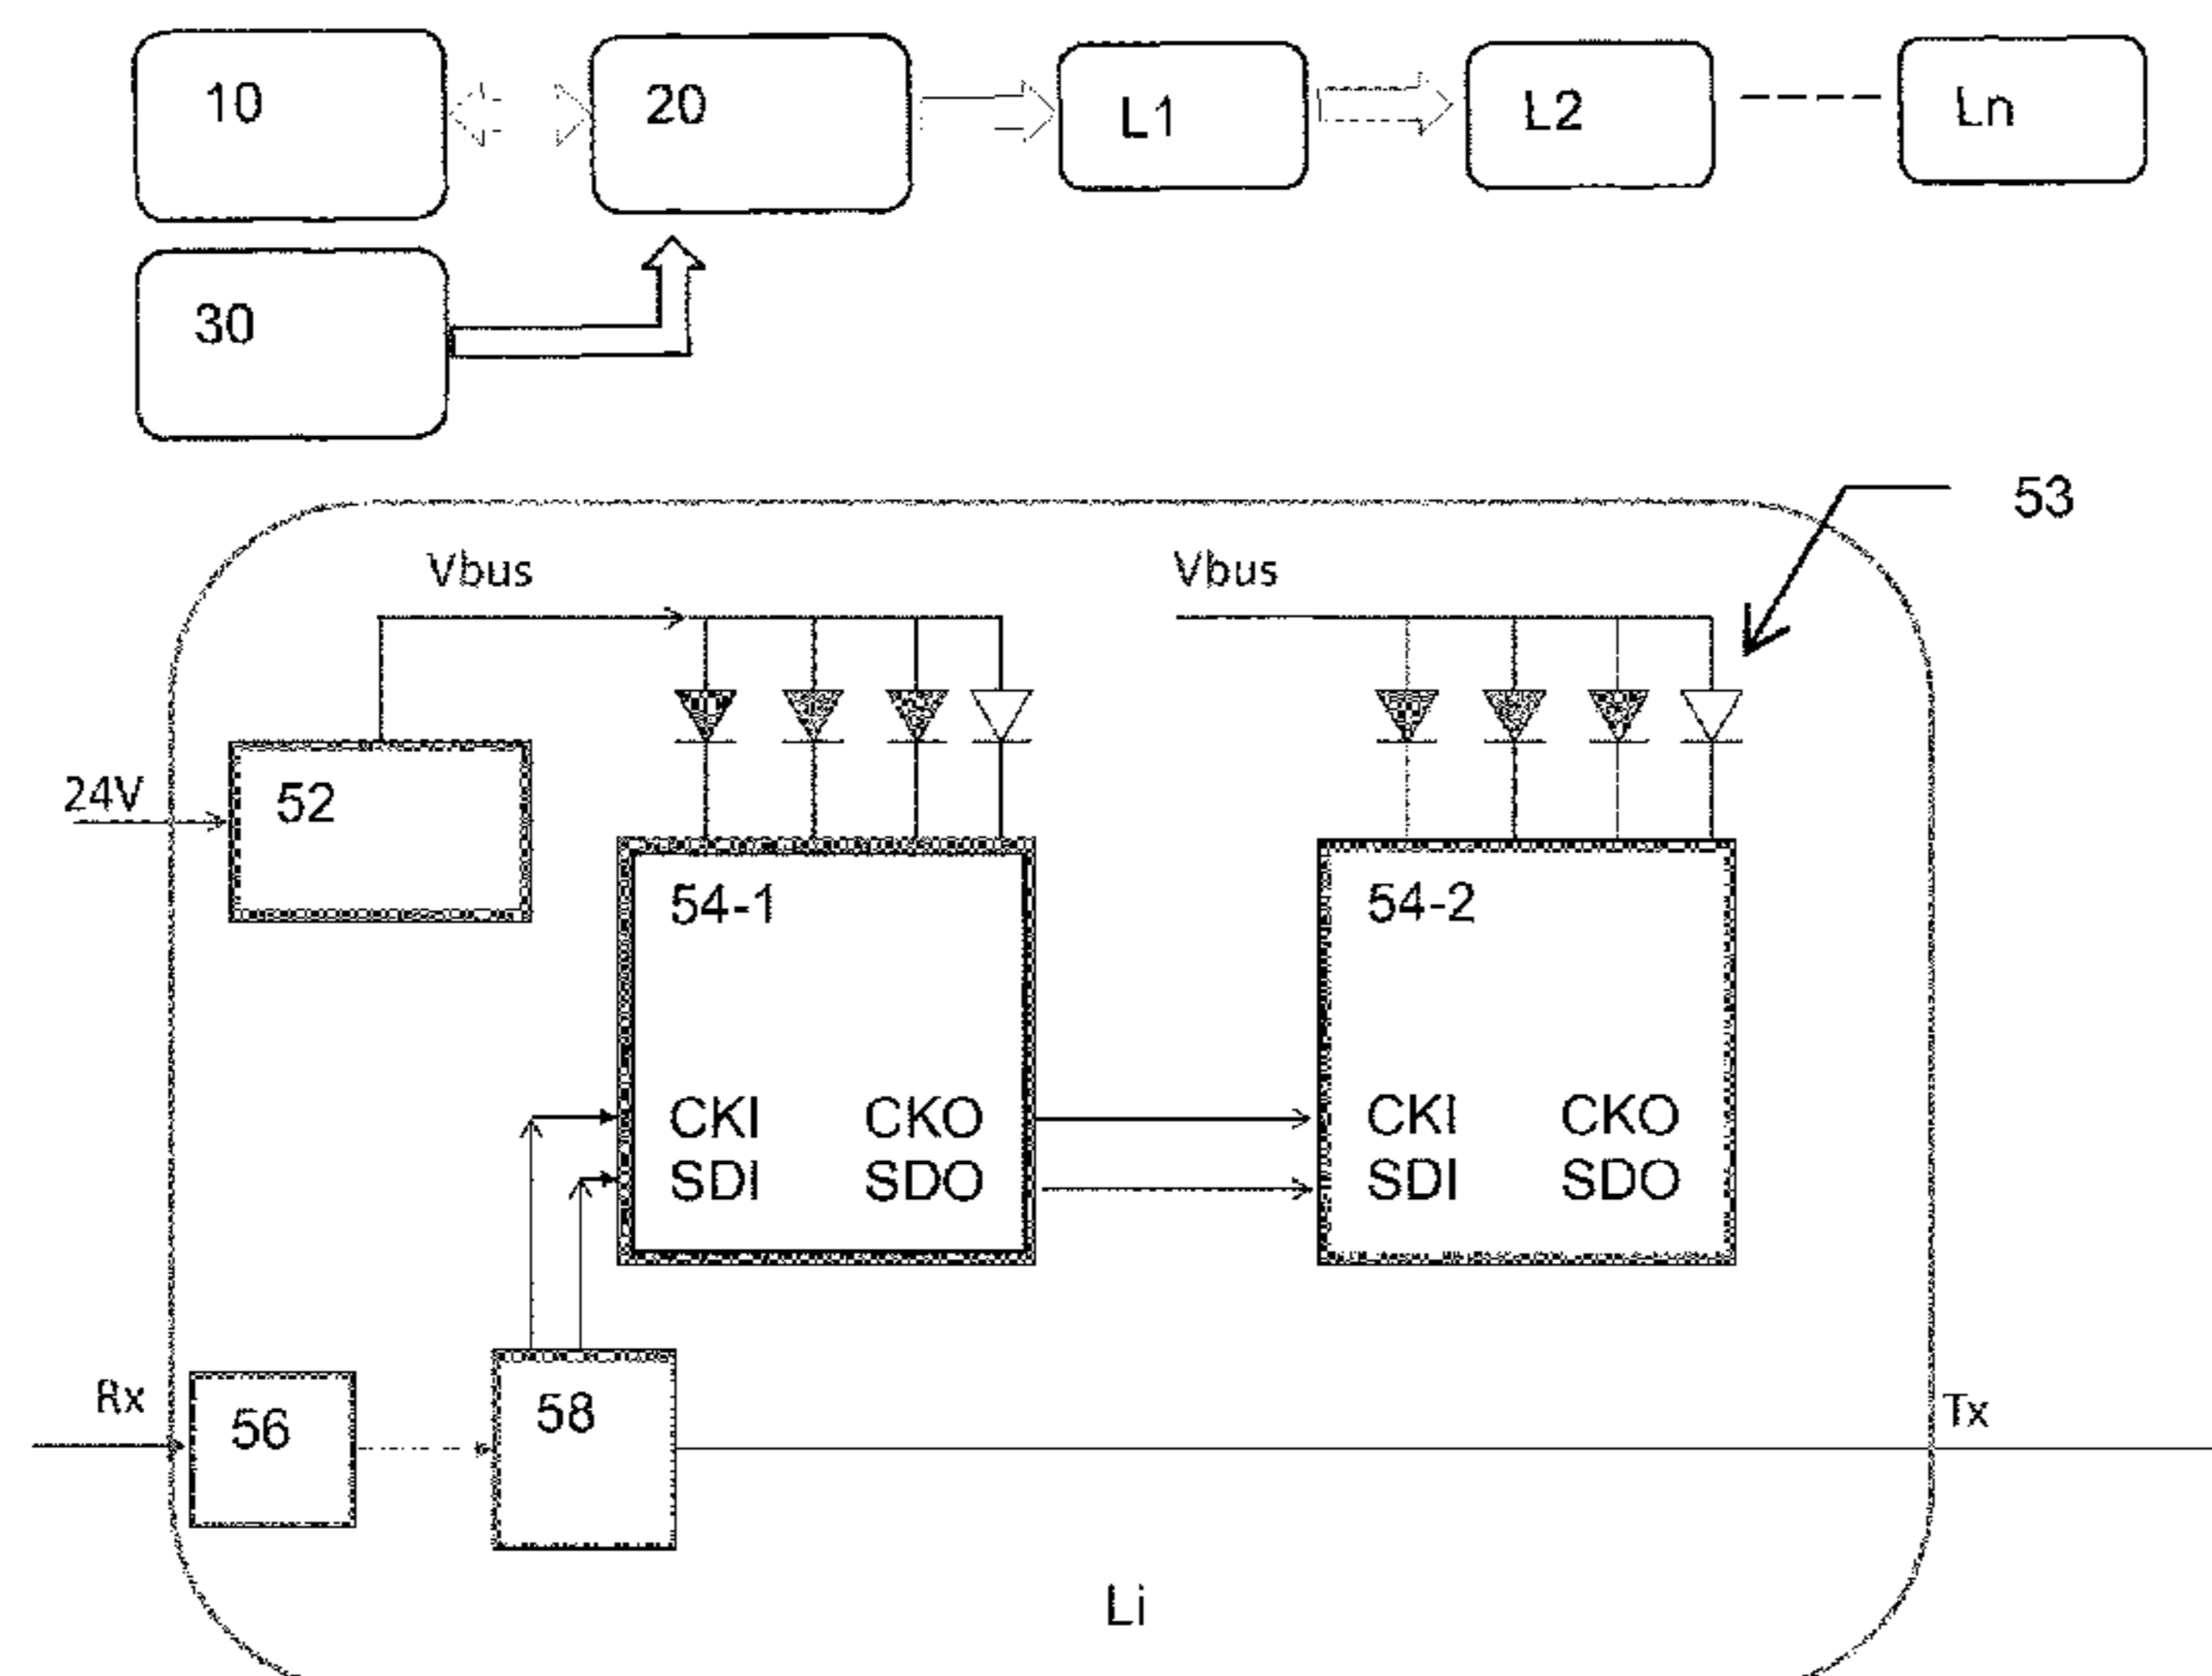 10 20 L1 L2 Ln
30
53
Vbus Vbus
24V 52
54-1 54-2
CKI CKO CKI CKO
SDI SDO SDI SDO
Rx 56 58 Tx
Li